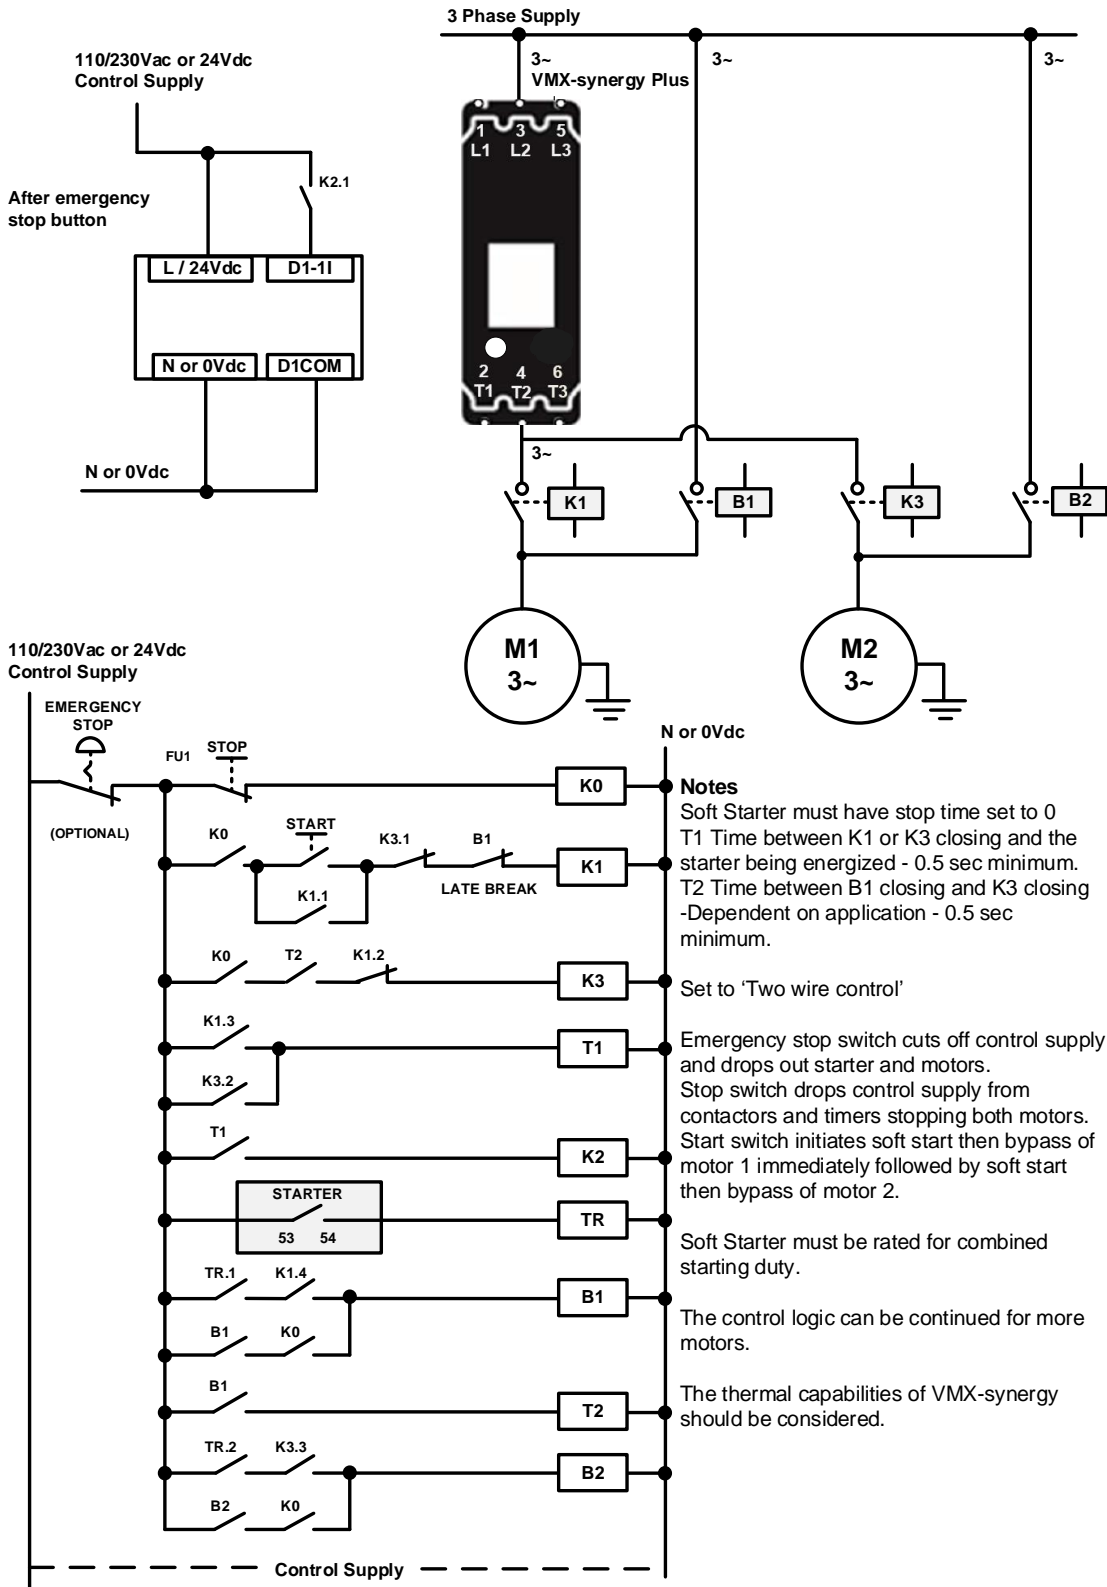 3 Phase Supply
110/230Vac or 24Vdc
Control Supply
3~
3~
3~
VMX-synergy Plus
1 3 5
L1 L2 L3
K2.1
After emergency
stop button
L / 24Vdc
D1-1I
N or 0Vdc
D1COM
2 4 6
T1 T2 T3
N or 0Vdc
3~
K1
B1
K3
B2
M1
3~
M2
3~
110/230Vac or 24Vdc
Control Supply
EMERGENCY
STOP
(OPTIONAL)
FU1
STOP
N or 0Vdc
K0
K0
START
K1.1
K3.1
B1
LATE BREAK
K1
K0
T2
K1.2
K3
K1.3
K3.2
T1
T1
K2
STARTER
53 54
TR
TR.1
K1.4
B1
B1
K0
B1
T2
TR.2
K3.3
B2
B2
K0
Control Supply
Notes
Soft Starter must have stop time set to 0
T1 Time between K1 or K3 closing and the
starter being energized - 0.5 sec minimum.
T2 Time between B1 closing and K3 closing
-Dependent on application - 0.5 sec
minimum.
Set to ‘Two wire control’
Emergency stop switch cuts off control supply
and drops out starter and motors.
Stop switch drops control supply from
contactors and timers stopping both motors.
Start switch initiates soft start then bypass of
motor 1 immediately followed by soft start
then bypass of motor 2.
Soft Starter must be rated for combined
starting duty.
The control logic can be continued for more
motors.
The thermal capabilities of VMX-synergy
should be considered.